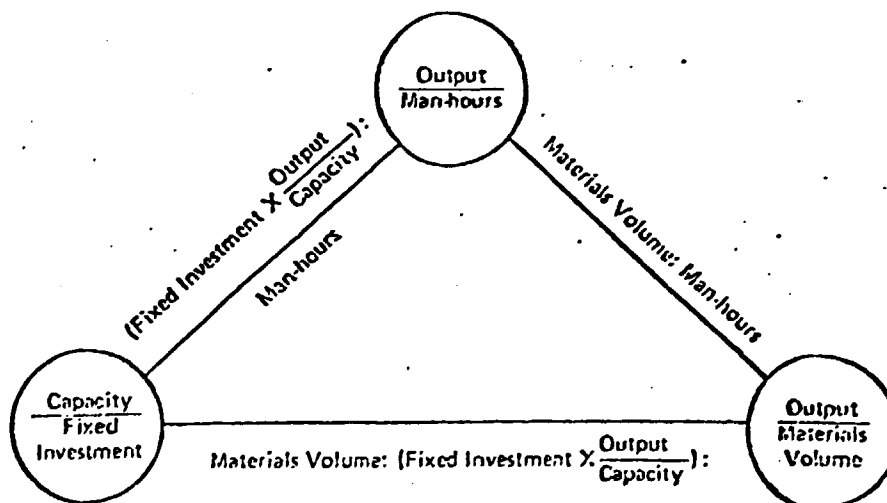 Output
Man-hours
(Fixed Investment X Output
Capacity):
Man-hours
Materials Volume: Man-hours
Capacity
Fixed
Investment
Output
Materials
Volume
Materials Volume: (Fixed Investment X Output
Capacity):